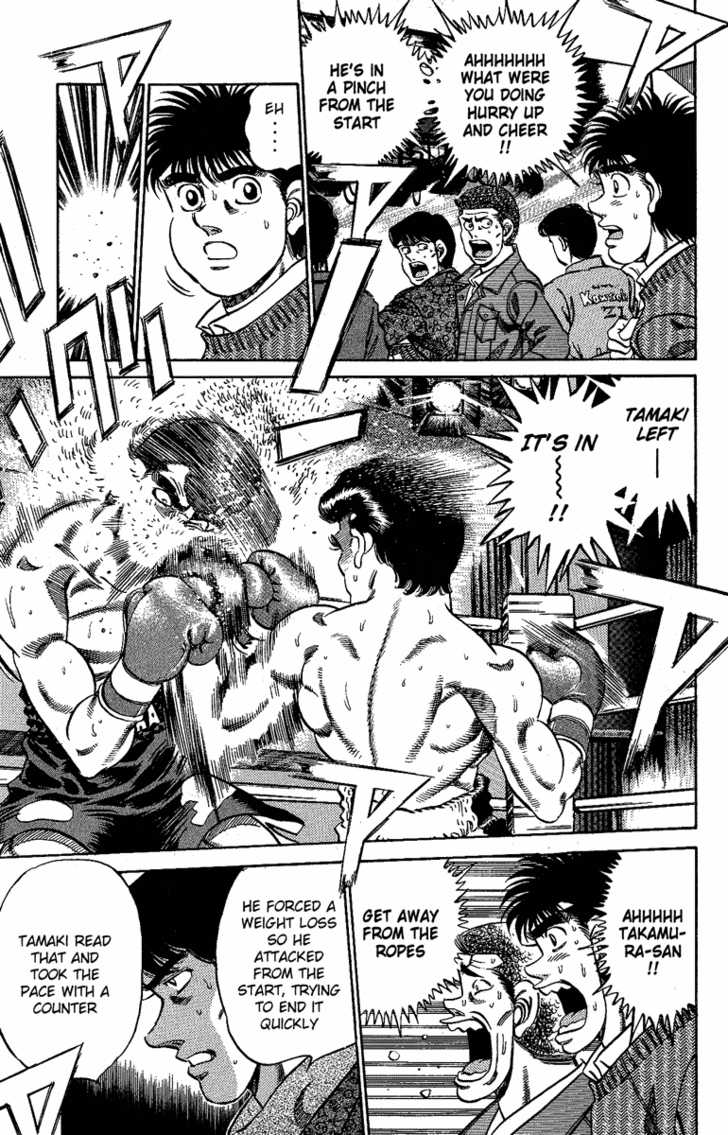 AHHHHHHH
WHAT WERE
YOU DOING
HURRY UP
AND CHEER
!!
HE'S IN
A PINCH
FROM THE
START
EH
....
TAMAKI
LEFT
—
IT'S IN
~
!!
AHHHHH
TAKAMU-
RA-SAN
!!
GET AWAY
FROM THE
ROPES
HE FORCED A
WEIGHT LOSS
SO HE
ATTACKED
FROM THE
START, TRYING
TO END IT
QUICKLY
TAMAKI READ
THAT AND
TOOK THE
PACE WITH A
COUNTER